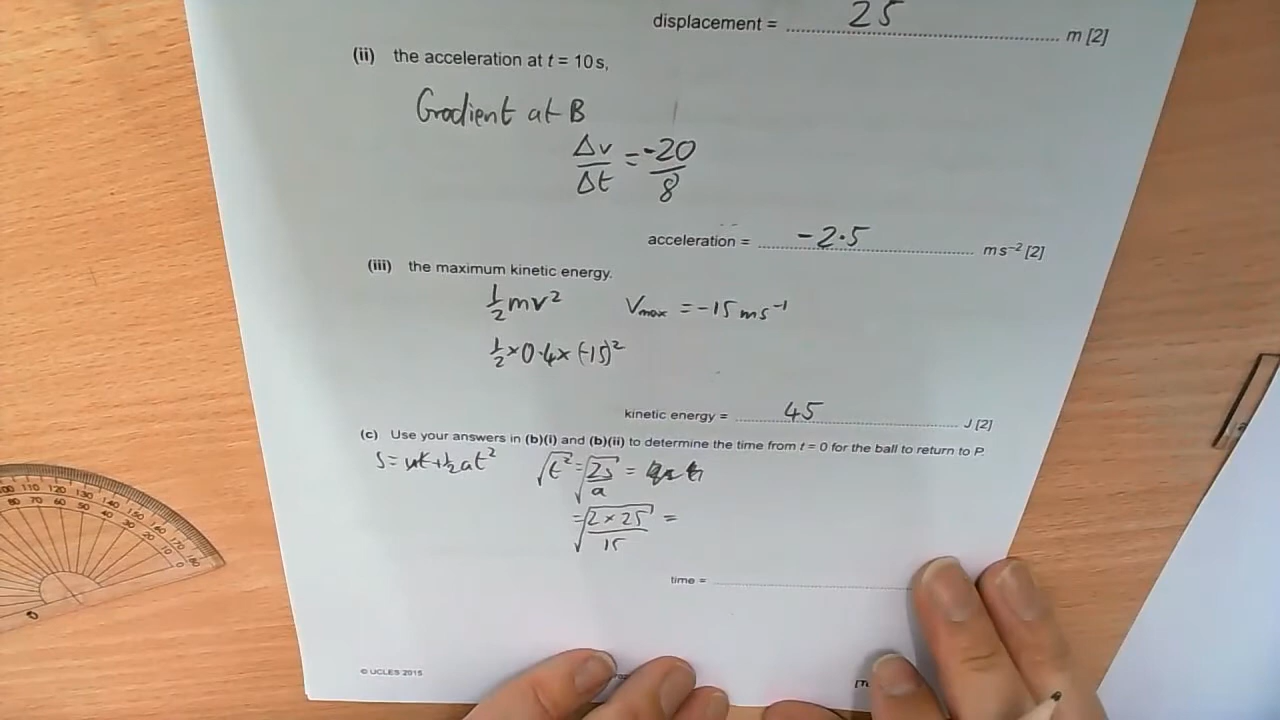 displacement = 25 m [2]
(ii) the acceleration at t = 10 s,
Gradient at B
Δv/Δt = -20/8
acceleration = -2.5 ms⁻² [2]
(iii) the maximum kinetic energy.
½mv² Vmax = -15 ms⁻¹
½ × 0.4 × (-15)²
kinetic energy = 45 J [2]
(c) Use your answers in (b)(i) and (b)(ii) to determine the time from t = 0 for the ball to return to P.
s = ut + ½at² √t² = √2s/a =
= √2 × 25/15 =
time =
© UCLES 2015